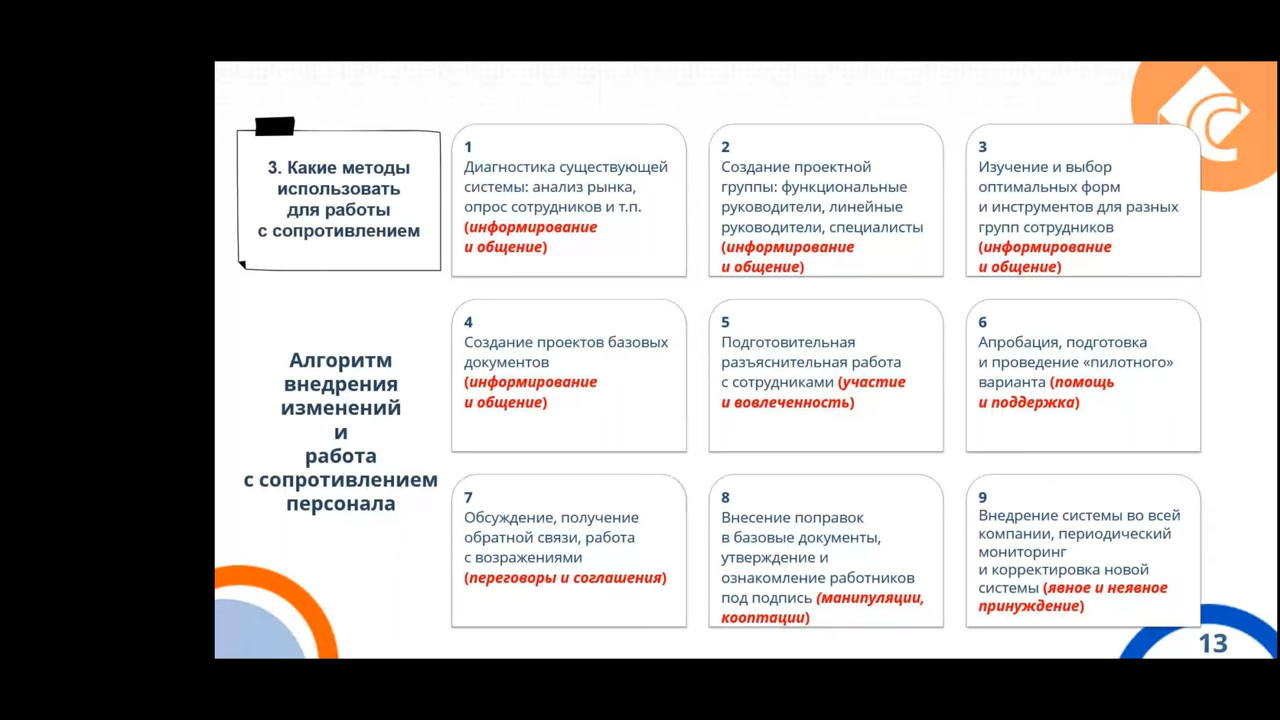 3. Какие методы
использовать
для работы
с сопротивлением
Алгоритм
внедрения
изменений
и
работа
с сопротивлением
персонала
1
Диагностика существующей
системы: анализ рынка,
опрос сотрудников и т.п.
(информирование
и общение)
2
Создание проектной
группы: функциональные
руководители, линейные
руководители, специалисты
(информирование
и общение)
3
Изучение и выбор
оптимальных форм
и инструментов для разных
групп сотрудников
(информирование
и общение)
4
Создание проектов базовых
документов
(информирование
и общение)
5
Подготовительная
разъяснительная работа
с сотрудниками (участие
и вовлеченность)
6
Апробация, подготовка
и проведение «пилотного»
варианта (помощь
и поддержка)
7
Обсуждение, получение
обратной связи, работа
с возражениями
(переговоры и соглашения)
8
Внесение поправок
в базовые документы,
утверждение и
ознакомление работников
под подпись (манипуляции,
кооптации)
9
Внедрение системы во всей
компании, периодический
мониторинг
и корректировка новой
системы (явное и неявное
принуждение)
13